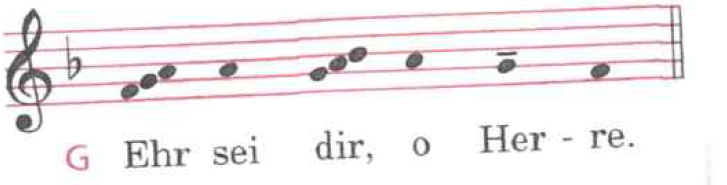 G Ehr sei dir, o Her - re.